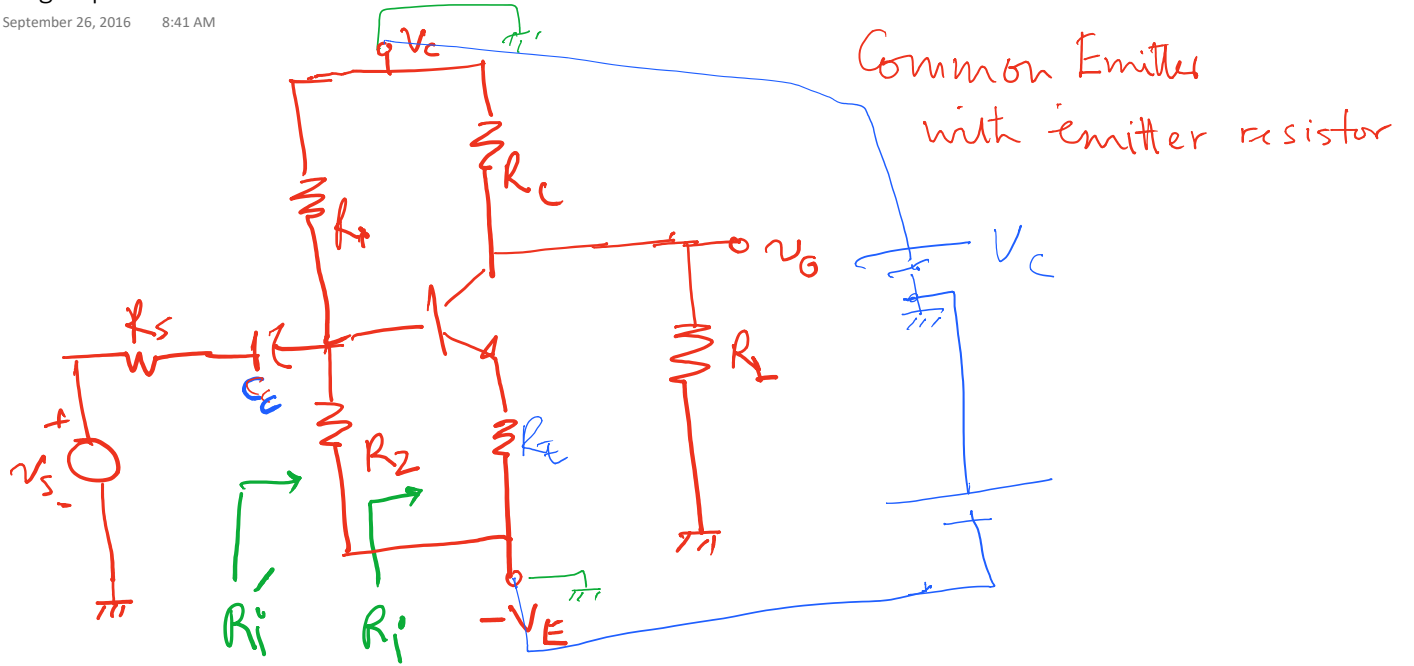 September 26, 2016 8:41 AM
Vc
Common Emitter
with emitter resistor
Rc
R1
vo
Vc
Rs
RL
Cc
RE
R2
vs
+
-
Ri'
Ri
-VE